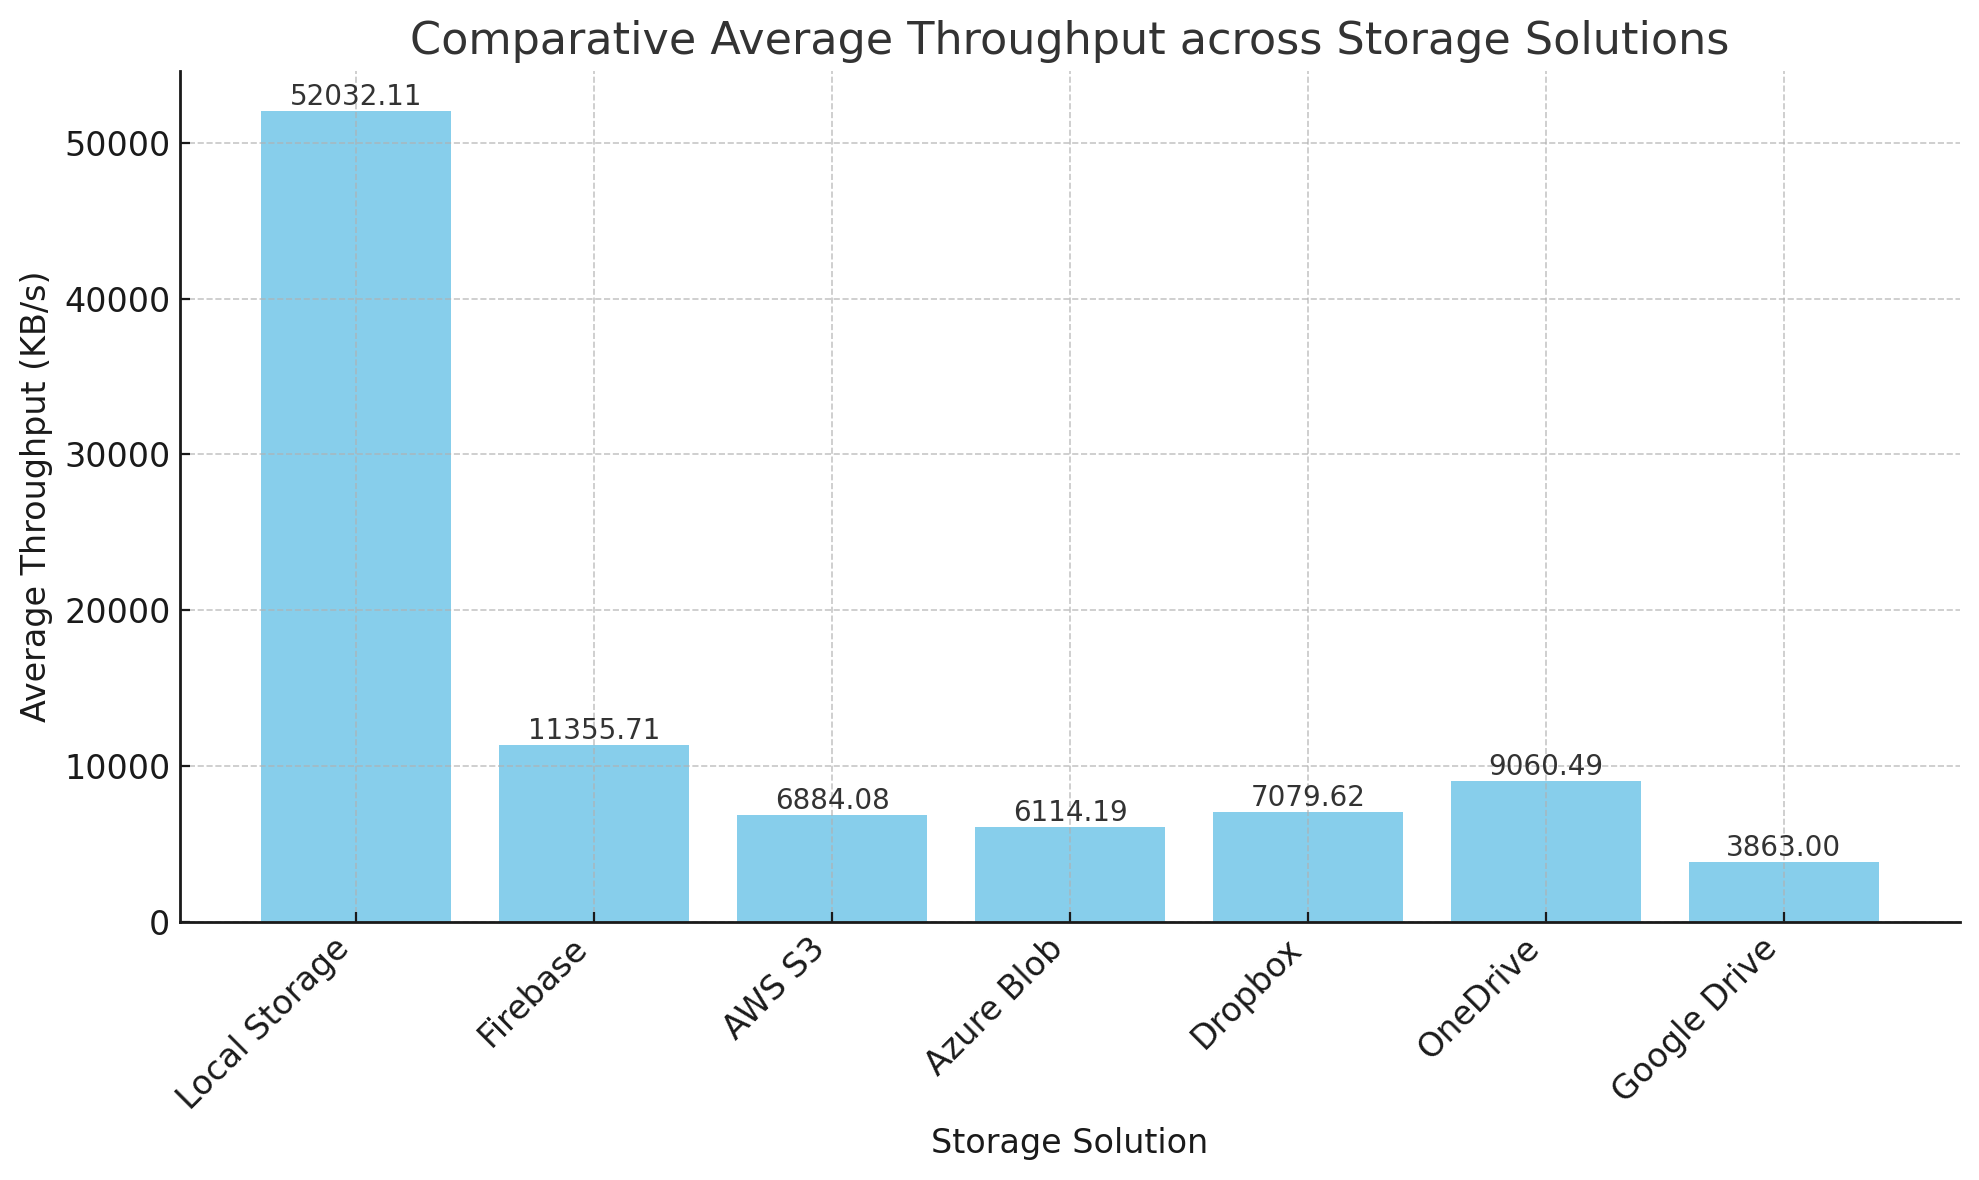 Comparative Average Throughput across Storage Solutions
Average Throughput (KB/s)
50000
40000
30000
20000
10000
0
52032.11
11355.71
6884.08
6114.19
7079.62
9060.49
3863.00
Local Storage
Firebase
AWS S3
Azure Blob
Dropbox
OneDrive
Google Drive
Storage Solution